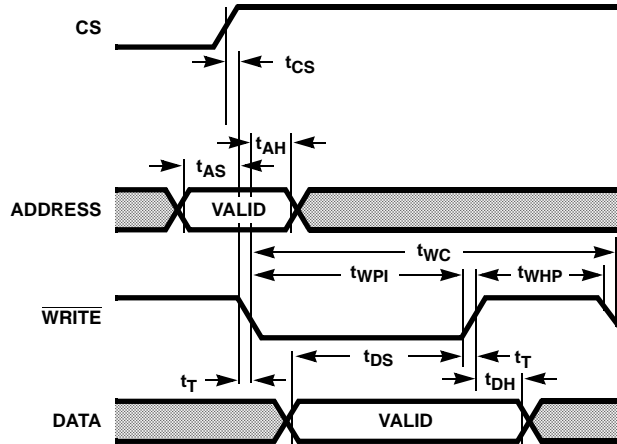 CS
tCS
tAH
tAS
ADDRESS
VALID
tWC
tWPI
tWHP
WRITE
tDS
tT
tT
tDH
DATA
VALID